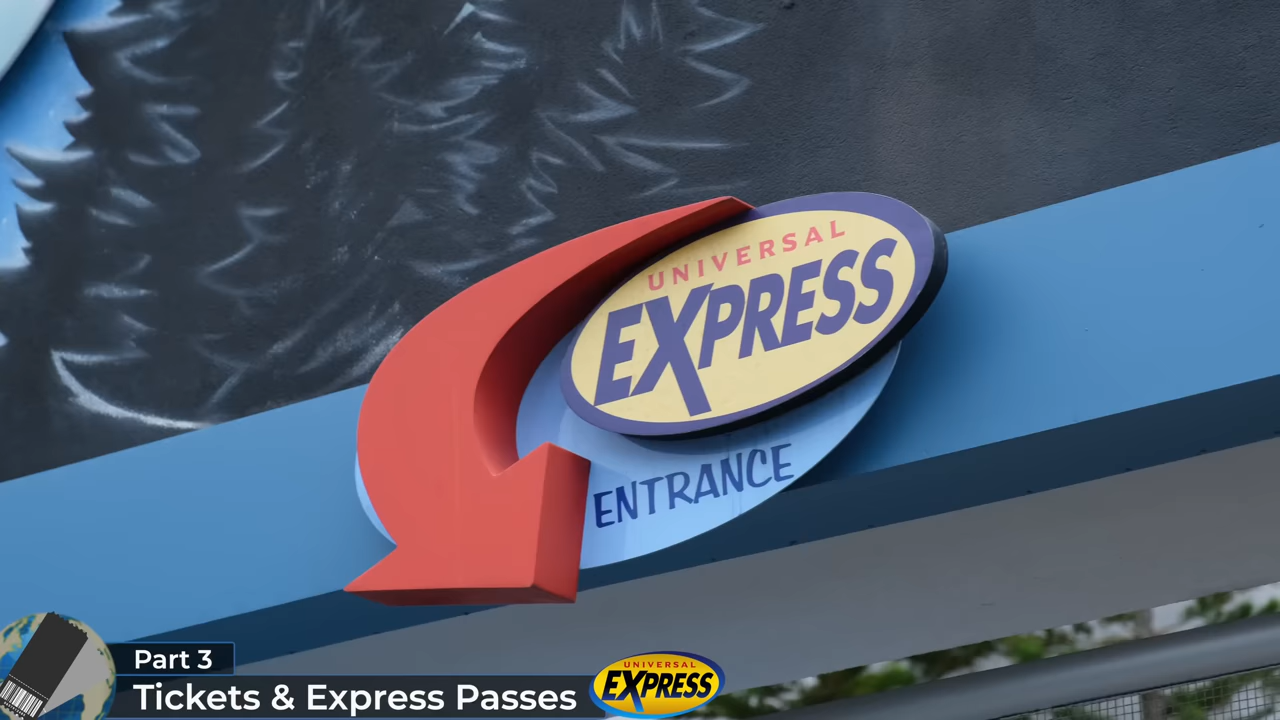 UNIVERSAL
EXPRESS
ENTRANCE
Part 3
Tickets & Express Passes
UNIVERSAL
EXPRESS